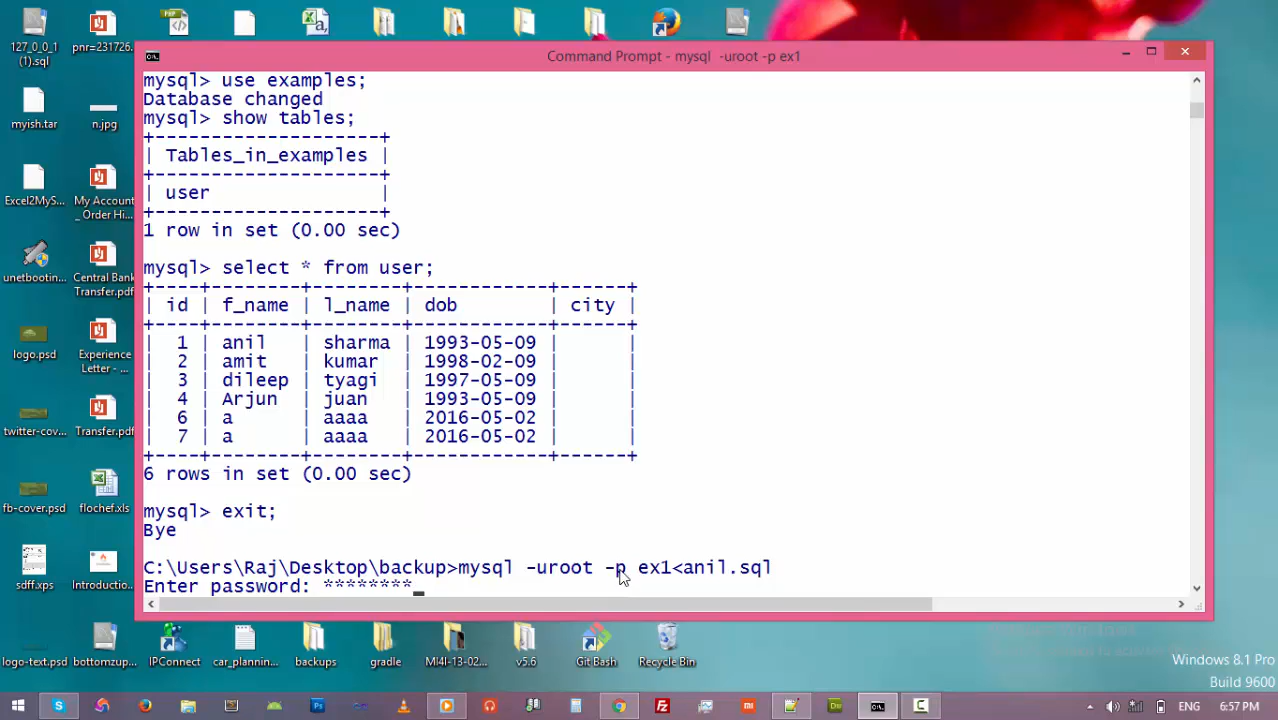 127_0_0_1
(1).sql
pnr=231726.
myish.tar
n.jpg
Excel2MyS...
My Account
_ Order Hi...
unetbootin...
Central Bank
Transfer.pdf
logo.psd
Experience
Letter - ...
twitter-cov...
Transfer.pdf
fb-cover.psd
flochef.xls
sdff.xps
Introductio...
Command Prompt - mysql  -uroot -p ex1
mysql> use examples;
Database changed
mysql> show tables;
+--------------------+
| Tables_in_examples |
+--------------------+
| user               |
+--------------------+
1 row in set (0.00 sec)
mysql> select * from user;
+----+--------+--------+------------+------+
| id | f_name | l_name | dob        | city |
+----+--------+--------+------------+------+
|  1 | anil   | sharma | 1993-05-09 |      |
|  2 | amit   | kumar  | 1998-02-09 |      |
|  3 | dileep | tyagi  | 1997-05-09 |      |
|  4 | Arjun  | juan   | 1993-05-09 |      |
|  6 | a      | aaaa   | 2016-05-02 |      |
|  7 | a      | aaaa   | 2016-05-02 |      |
+----+--------+--------+------------+------+
6 rows in set (0.00 sec)
mysql> exit;
Bye
C:\Users\Raj\Desktop\backup>mysql -uroot -p ex1<anil.sql
Enter password: ********_
logo-text.psd
bottomzup...
IPConnect
car_plannin...
backups
gradle
MI4I-13-02...
v5.6
Git Bash
Recycle Bin
Windows 8.1 Pro
Build 9600
ENG
6:57 PM